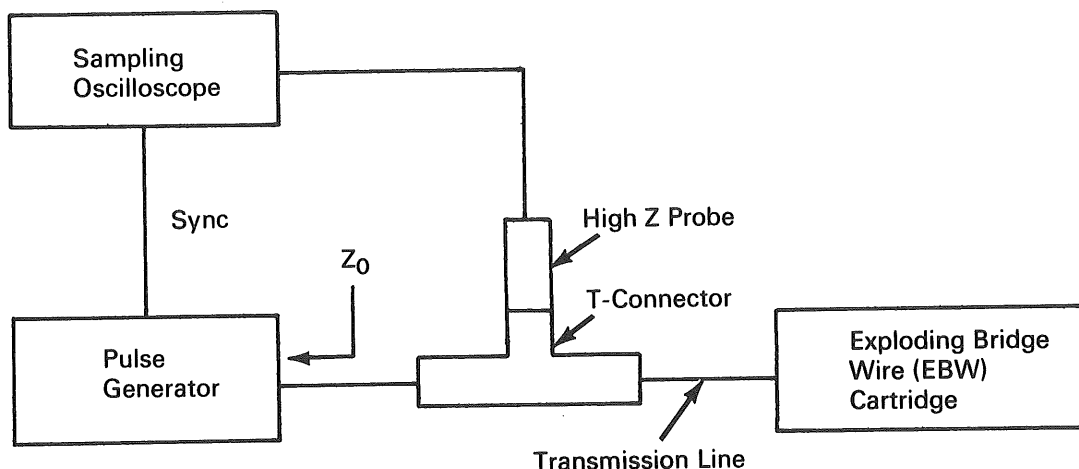 Sampling
Oscilloscope
Sync
High Z Probe
Z0
T-Connector
Pulse
Generator
Exploding Bridge
Wire (EBW)
Cartridge
Transmission Line